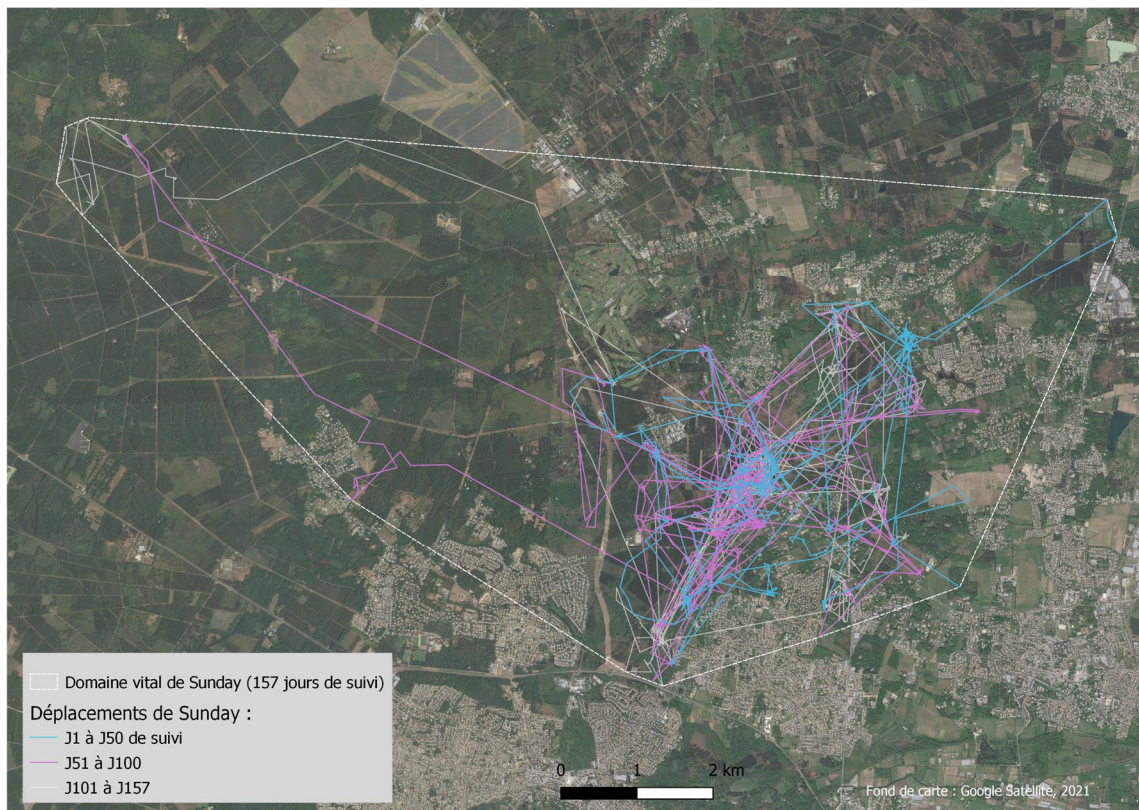 Domaine vital de Sunday (157 jours de suivi)
Déplacements de Sunday :
J1 à J50 de suivi
J51 à J100
J101 à J157
0 1 2 km
Fond de carte : Google Satéllite, 2021